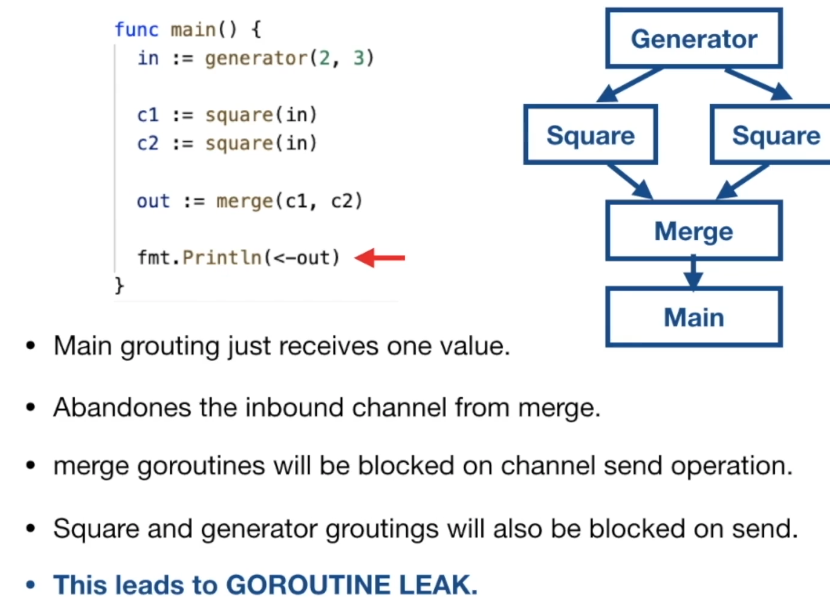 func main() {
in := generator(2, 3)
c1 := square(in)
c2 := square(in)
out := merge(c1, c2)
fmt.Println(<-out)
}
Generator
Square
Square
Merge
Main
• Main grouting just receives one value.
• Abandones the inbound channel from merge.
• merge goroutines will be blocked on channel send operation.
• Square and generator groutings will also be blocked on send.
• This leads to GOROUTINE LEAK.